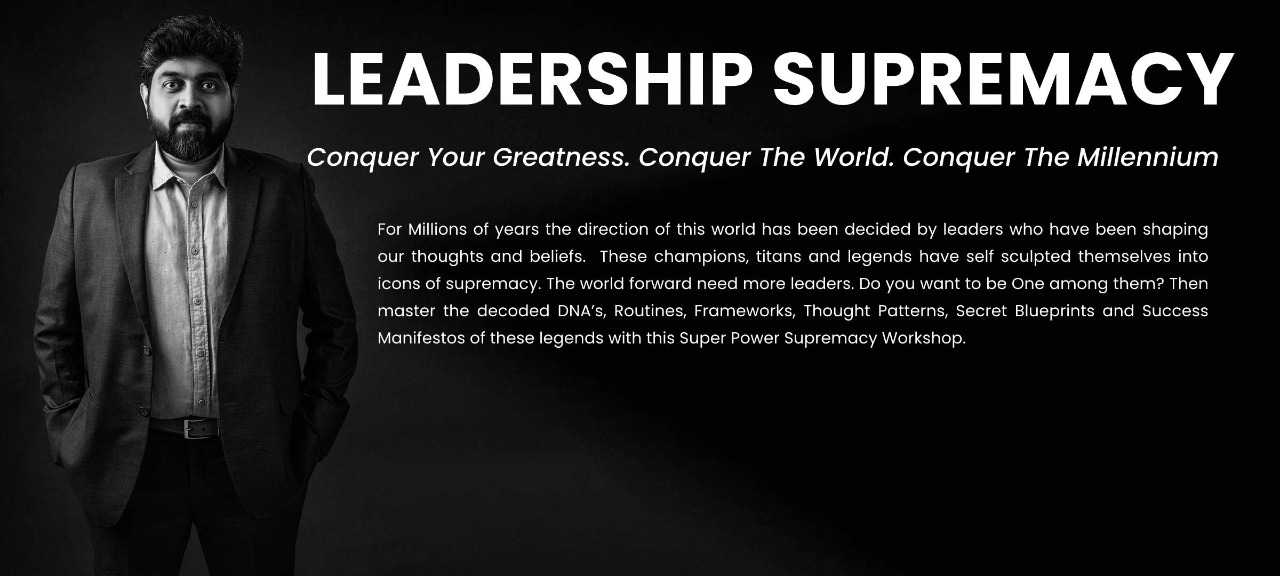 LEADERSHIP SUPREMACY
Conquer Your Greatness. Conquer The World. Conquer The Millennium
For Millions of years the direction of this world has been decided by leaders who have been shaping
our thoughts and beliefs.  These champions, titans and legends have self sculpted themselves into
icons of supremacy. The world forward need more leaders. Do you want to be One among them? Then
master the decoded DNA’s, Routines, Frameworks, Thought Patterns, Secret Blueprints and Success
Manifestos of these legends with this Super Power Supremacy Workshop.